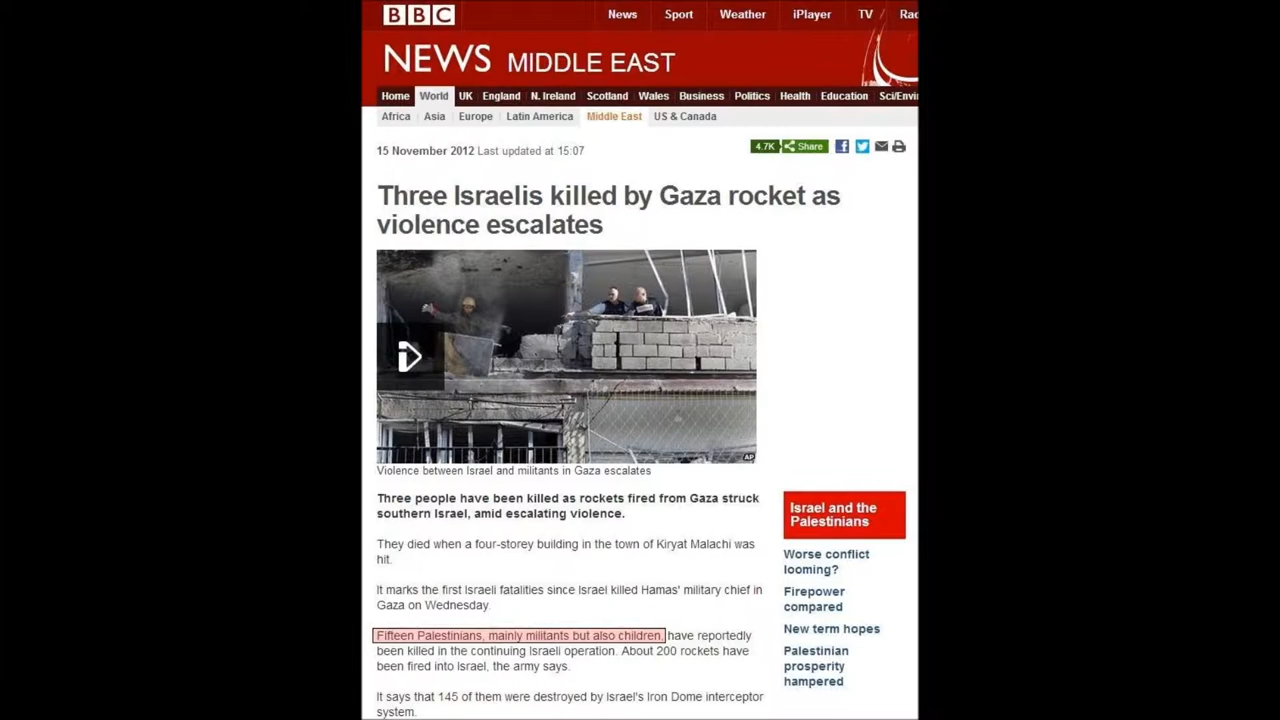 BBC
News Sport Weather iPlayer TV
NEWS MIDDLE EAST
Home World UK England N. Ireland Scotland Wales Business Politics Health Education
Africa Asia Europe Latin America Middle East US & Canada
15 November 2012 Last updated at 15:07
4.7K Share
Three Israelis killed by Gaza rocket as
violence escalates
AP
Violence between Israel and militants in Gaza escalates
Three people have been killed as rockets fired from Gaza struck
southern Israel, amid escalating violence.
They died when a four-storey building in the town of Kiryat Malachi was
hit.
It marks the first Israeli fatalities since Israel killed Hamas' military chief in
Gaza on Wednesday.
Fifteen Palestinians, mainly militants but also children, have reportedly
been killed in the continuing Israeli operation. About 200 rockets have
been fired into Israel, the army says.
It says that 145 of them were destroyed by Israel's Iron Dome interceptor
system.
Israel and the
Palestinians
Worse conflict
looming?
Firepower
compared
New term hopes
Palestinian
prosperity
hampered